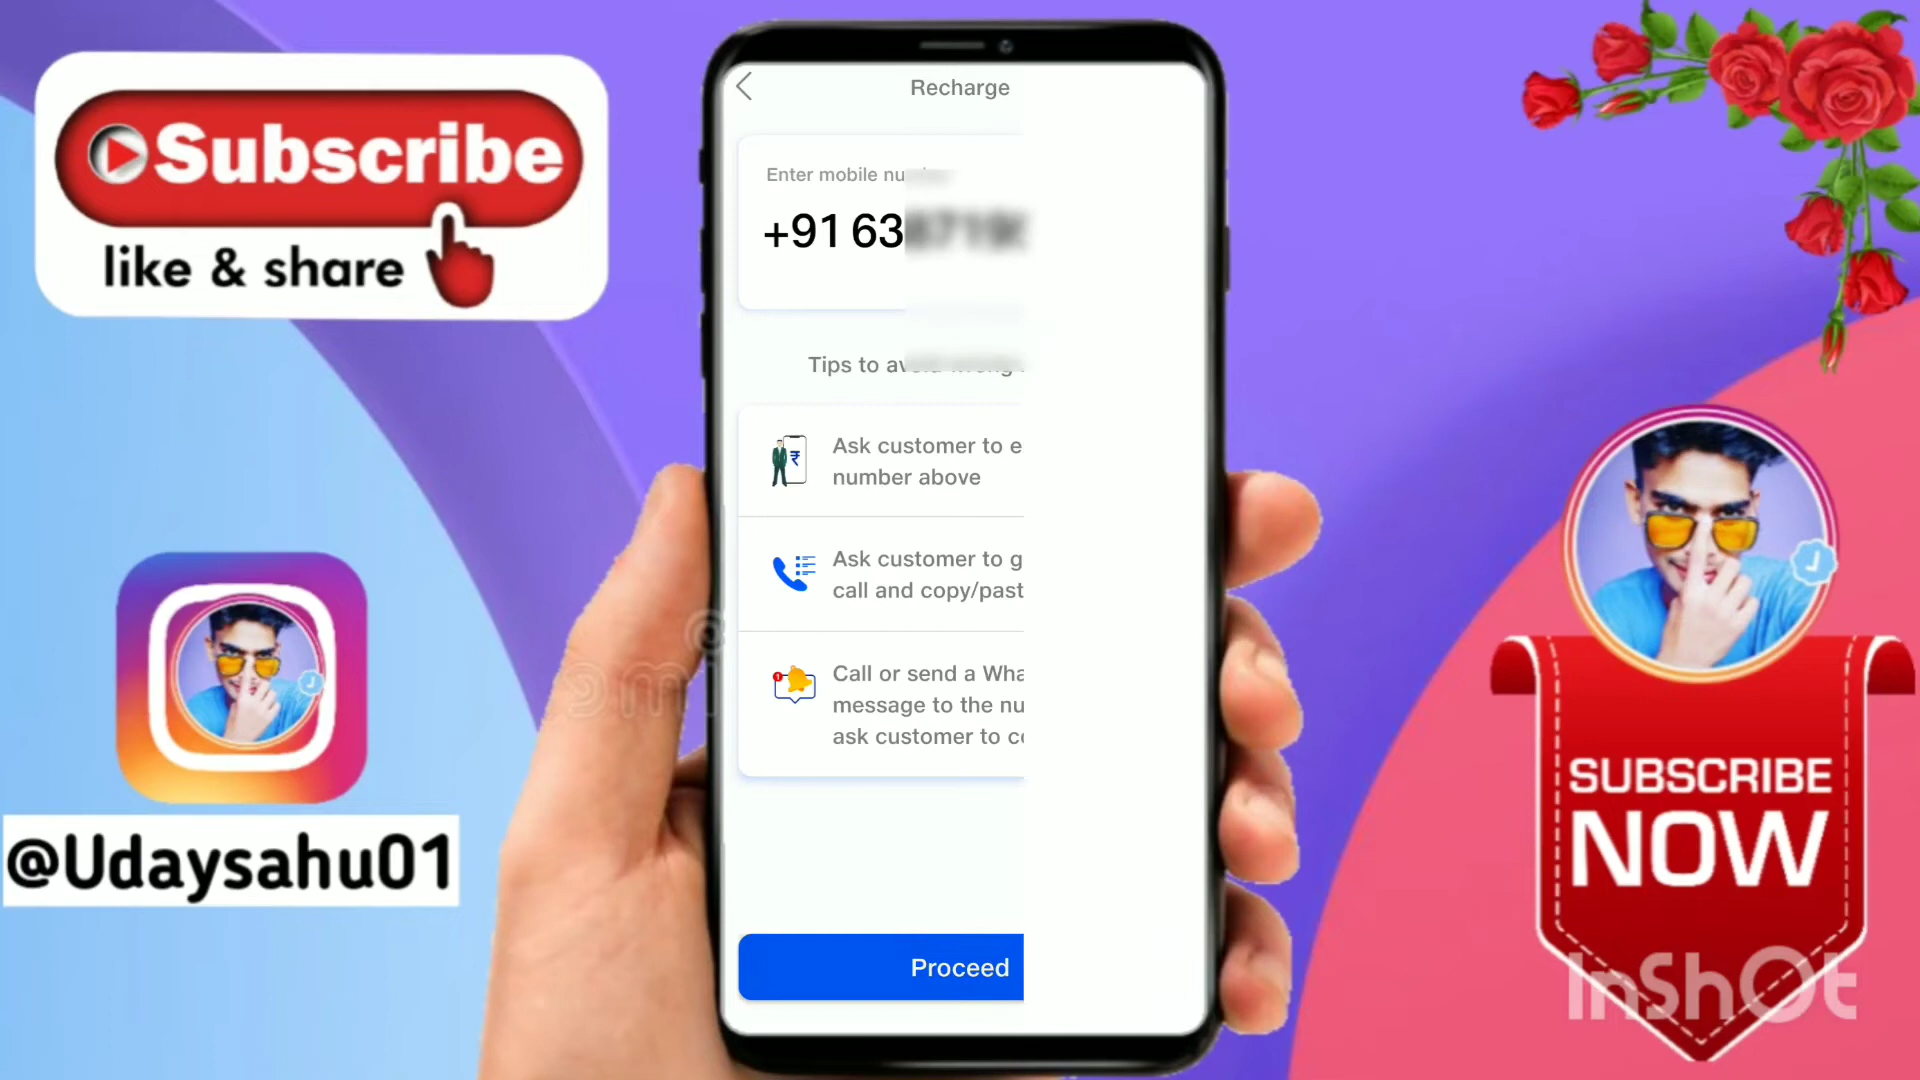 Subscribe
like & share
@Udaysahu01
Recharge
Enter mobile
+91 63
Tips to
Ask customer to e
number above
Ask customer to g
call and copy/past
Call or send a Wha
message to the nu
ask customer to co
Proceed
SUBSCRIBE
NOW
InShOt